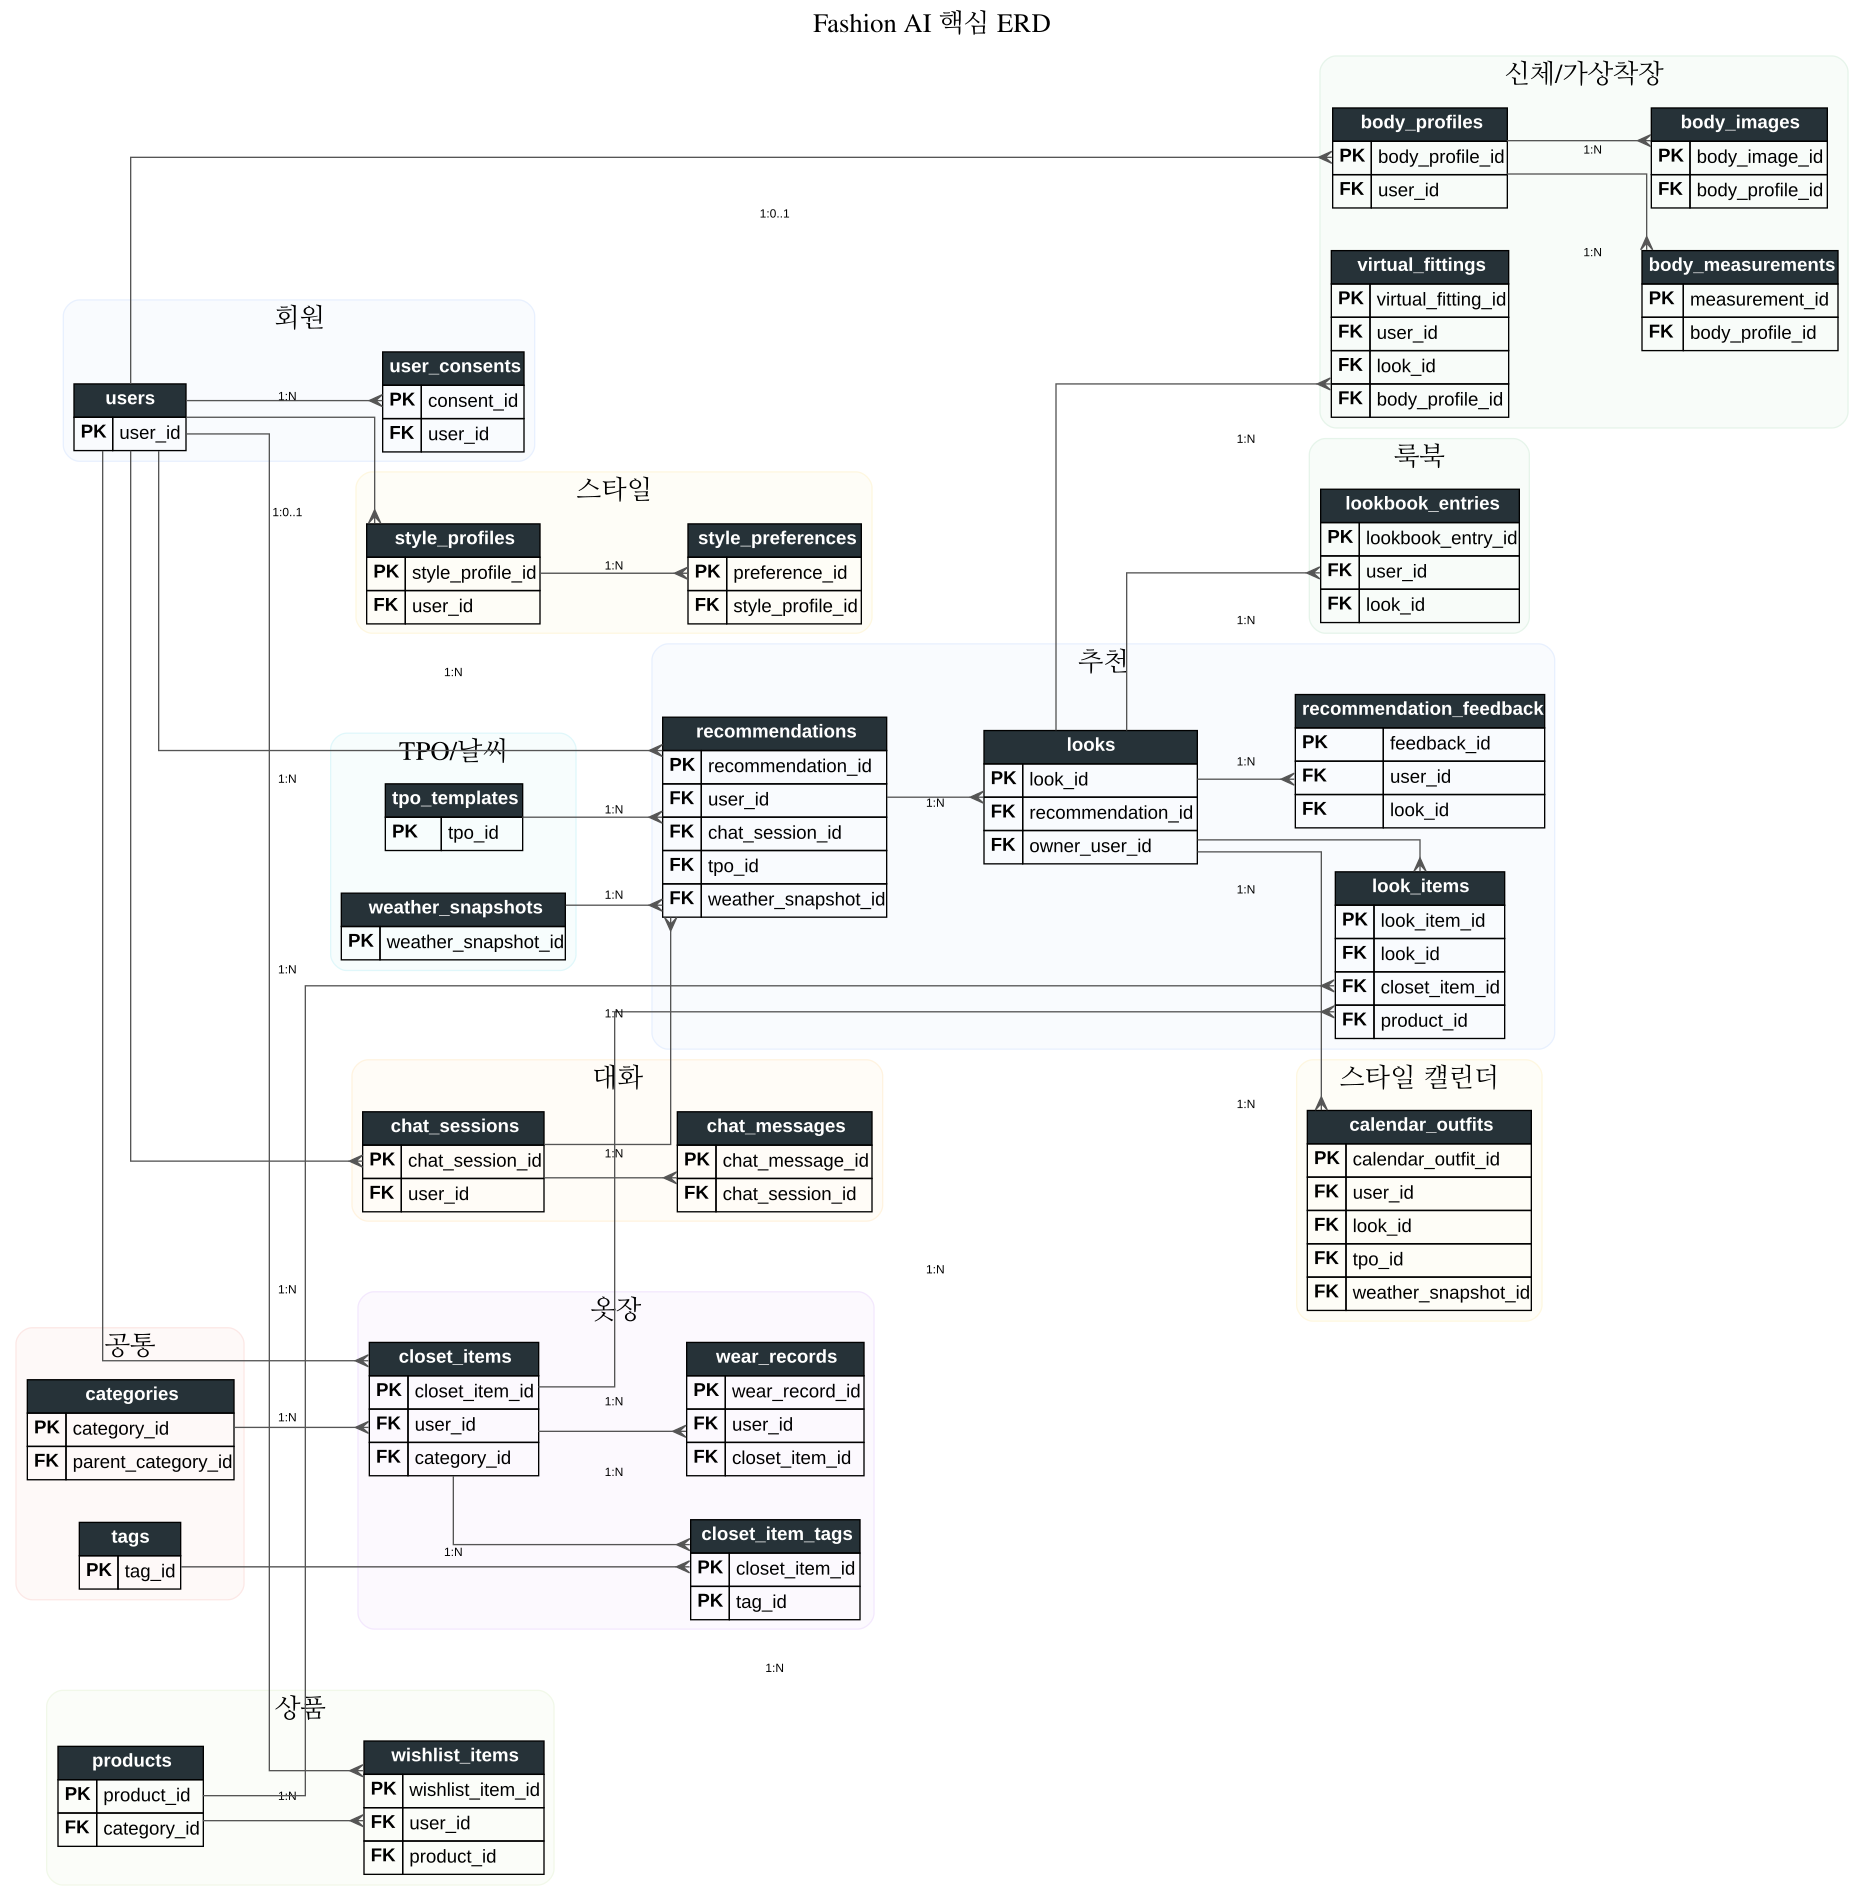 Fashion AI 핵심 ERD
신체/가상착장
body_profiles
PK body_profile_id
FK user_id
1:N
body_images
PK body_image_id
FK body_profile_id
1:0..1
virtual_fittings
PK virtual_fitting_id
FK user_id
FK look_id
FK body_profile_id
1:N
body_measurements
PK measurement_id
FK body_profile_id
회원
users
PK user_id
1:N
user_consents
PK consent_id
FK user_id
1:N
룩북
lookbook_entries
PK lookbook_entry_id
FK user_id
FK look_id
1:0..1
스타일
style_profiles
PK style_profile_id
FK user_id
1:N
style_preferences
PK preference_id
FK style_profile_id
1:N
1:N
추천
recommendations
PK recommendation_id
FK user_id
FK chat_session_id
FK tpo_id
FK weather_snapshot_id
1:N
looks
PK look_id
FK recommendation_id
FK owner_user_id
1:N
recommendation_feedback
PK feedback_id
FK user_id
FK look_id
1:N
look_items
PK look_item_id
FK look_id
FK closet_item_id
FK product_id
TPO/날씨
1:N
tpo_templates
PK tpo_id
1:N
weather_snapshots
PK weather_snapshot_id
1:N
1:N
1:N
대화
chat_sessions
PK chat_session_id
FK user_id
1:N
chat_messages
PK chat_message_id
FK chat_session_id
1:N
스타일 캘린더
calendar_outfits
PK calendar_outfit_id
FK user_id
FK look_id
FK tpo_id
FK weather_snapshot_id
1:N
1:N
공통
categories
PK category_id
FK parent_category_id
1:N
tags
PK tag_id
옷장
closet_items
PK closet_item_id
FK user_id
FK category_id
1:N
wear_records
PK wear_record_id
FK user_id
FK closet_item_id
1:N
1:N
closet_item_tags
PK closet_item_id
PK tag_id
1:N
상품
products
PK product_id
FK category_id
1:N
wishlist_items
PK wishlist_item_id
FK user_id
FK product_id